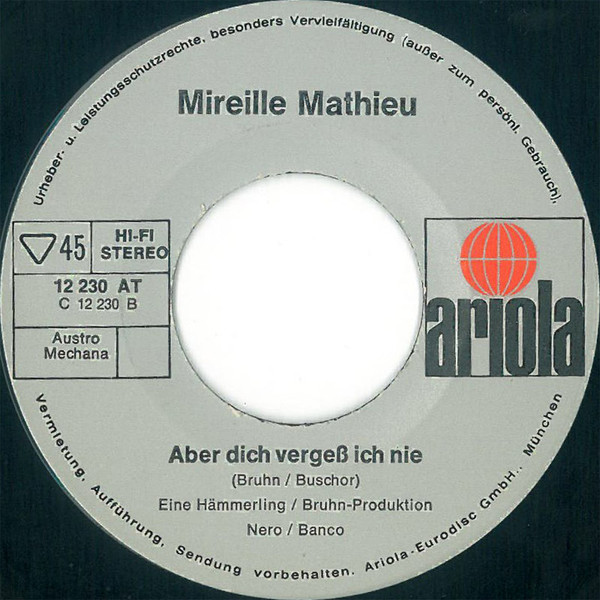 Urheber- u. Leistungsschutzrechte, besonders Vervielfältigung (außer zum persönl. Gebrauch),
Mireille Mathieu
45
HI-FI
STEREO
12 230 AT
C 12 230 B
Austro
Mechana
ariola
Aber dich vergeß ich nie
(Bruhn / Buschor)
Eine Hämmerling / Bruhn-Produktion
Nero / Banco
Vermietung, Aufführung, Sendung vorbehalten. Ariola-Eurodisc GmbH., München